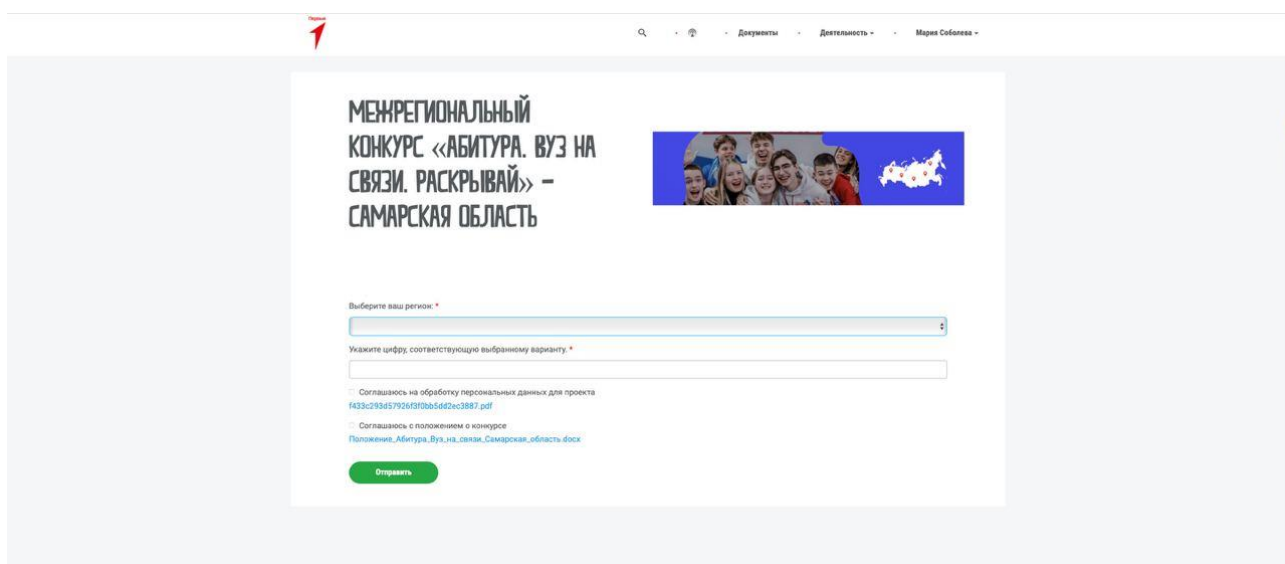 Первые
Документы
Деятельность
Мария Соболева
МЕЖРЕГИОНАЛЬНЫЙ
КОНКУРС «АБИТУРА. ВУЗ НА
СВЯЗИ. РАСКРЫВАЙ» –
САМАРСКАЯ ОБЛАСТЬ
Выберите ваш регион: *
Укажите цифру, соответствующую выбранному варианту. *
Соглашаюсь на обработку персональных данных для проекта
f433c293d57926f3f0bb5dd2ec3887.pdf
Соглашаюсь с положением о конкурсе
Положение_Абитура_Вуз_на_связи_Самарская_область.docx
Отправить